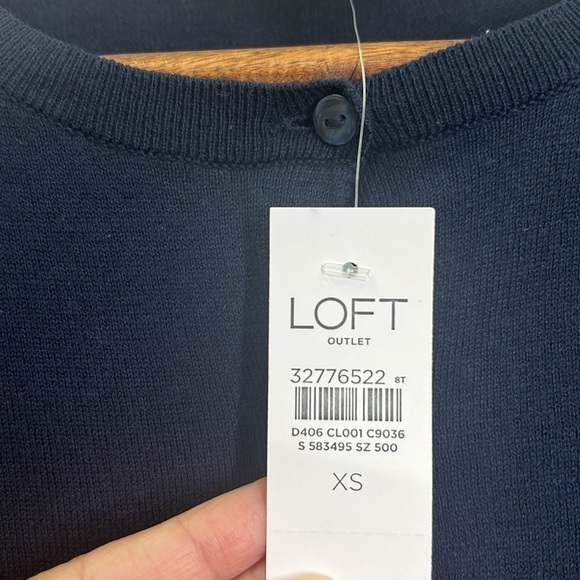 LOFT
OUTLET
32776522 8T
D406 CL001 C9036
S 583495 SZ 500
XS